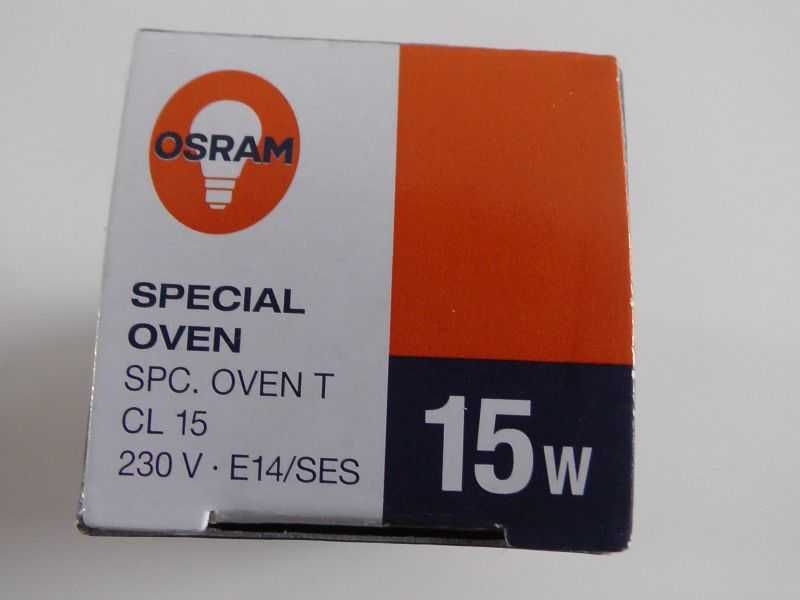 OSRAM
SPECIAL
OVEN
SPC. OVEN T
CL 15
230 V · E14/SES
15 W